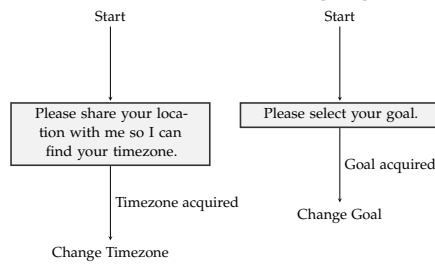 Start
Please share your loca-
tion with me so I can
find your timezone.
Timezone acquired
Change Timezone
Start
Please select your goal.
Goal acquired
Change Goal